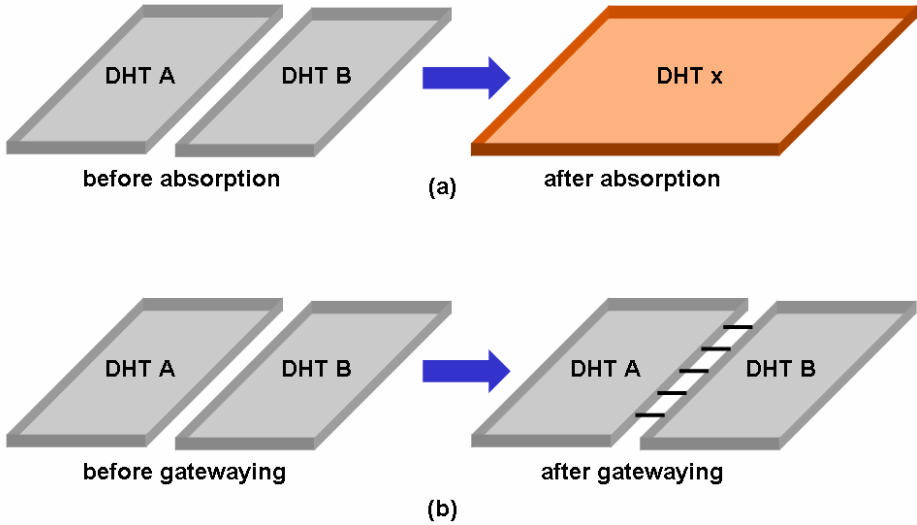 DHT A
DHT B
DHT x
before absorption
after absorption
(a)
DHT A
DHT B
DHT A
DHT B
before gatewaying
after gatewaying
(b)